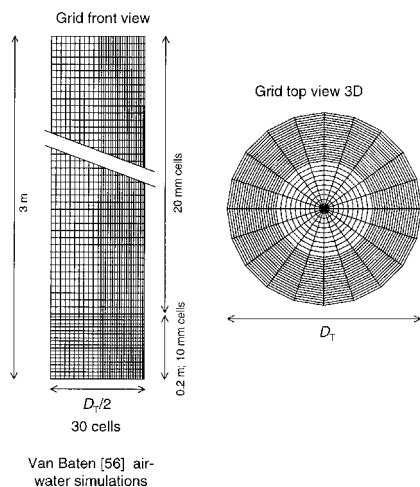 Grid front view
3 m
20 mm cells
0.2 m; 10 mm cells
D_T/2
30 cells
Van Baten [56] air-
water simulations
Grid top view 3D
D_T